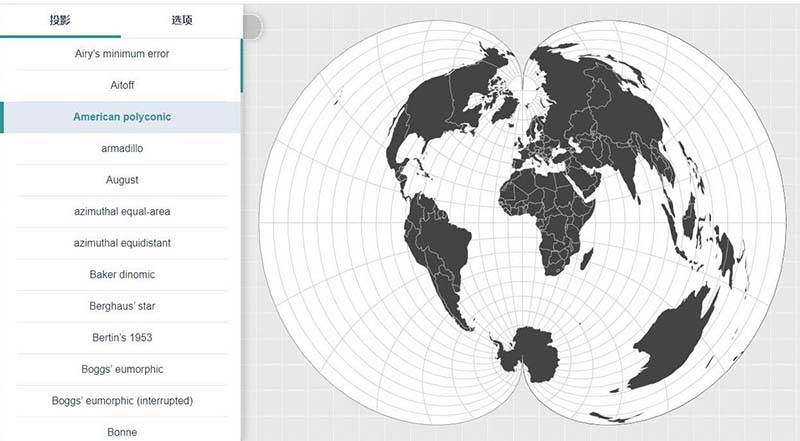 投影 选项
Airy's minimum error
Aitoff
American polyconic
armadillo
August
azimuthal equal-area
azimuthal equidistant
Baker dinomic
Berghaus' star
Bertin's 1953
Boggs' eumorphic
Boggs' eumorphic (interrupted)
Bonne